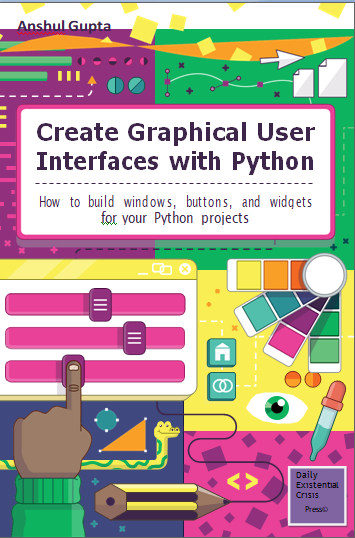 Anshul Gupta
Create Graphical User
Interfaces with Python
How to build windows, buttons, and widgets
for your Python projects
Daily
Existential
Crisis
Press©